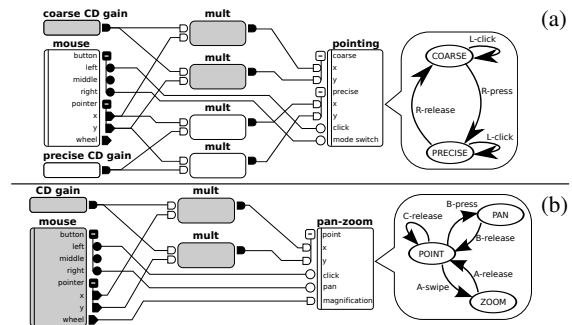 (a)
coarse CD gain
mult
mouse
button
left
middle
right
pointer
x
y
wheel
precise CD gain
mult
mult
mult
pointing
coarse
x
y
precise
x
y
click
mode switch
COARSE
L-click
R-press
R-release
L-click
PRECISE
(b)
CD gain
mult
mouse
button
left
middle
right
pointer
x
y
wheel
mult
pan-zoom
point
x
y
click
pan
magnification
C-release
B-press
PAN
B-release
POINT
A-release
A-swipe
ZOOM